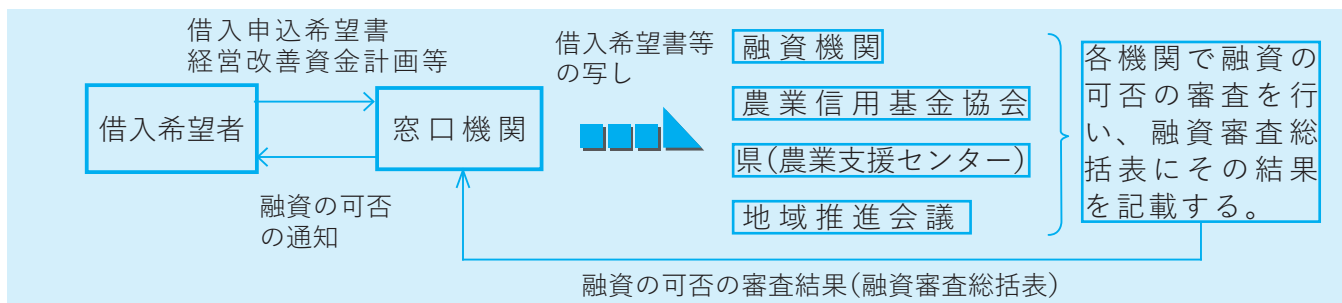 借入申込希望書
経営改善資金計画等
借入希望者
窓口機関
融資の可否
の通知
借入希望書等
の写し
融資機関
農業信用基金協会
県(農業支援センター)
地域推進会議
各機関で融資の
可否の審査を行
い、融資審査総
括表にその結果
を記載する。
融資の可否の審査結果(融資審査総括表)